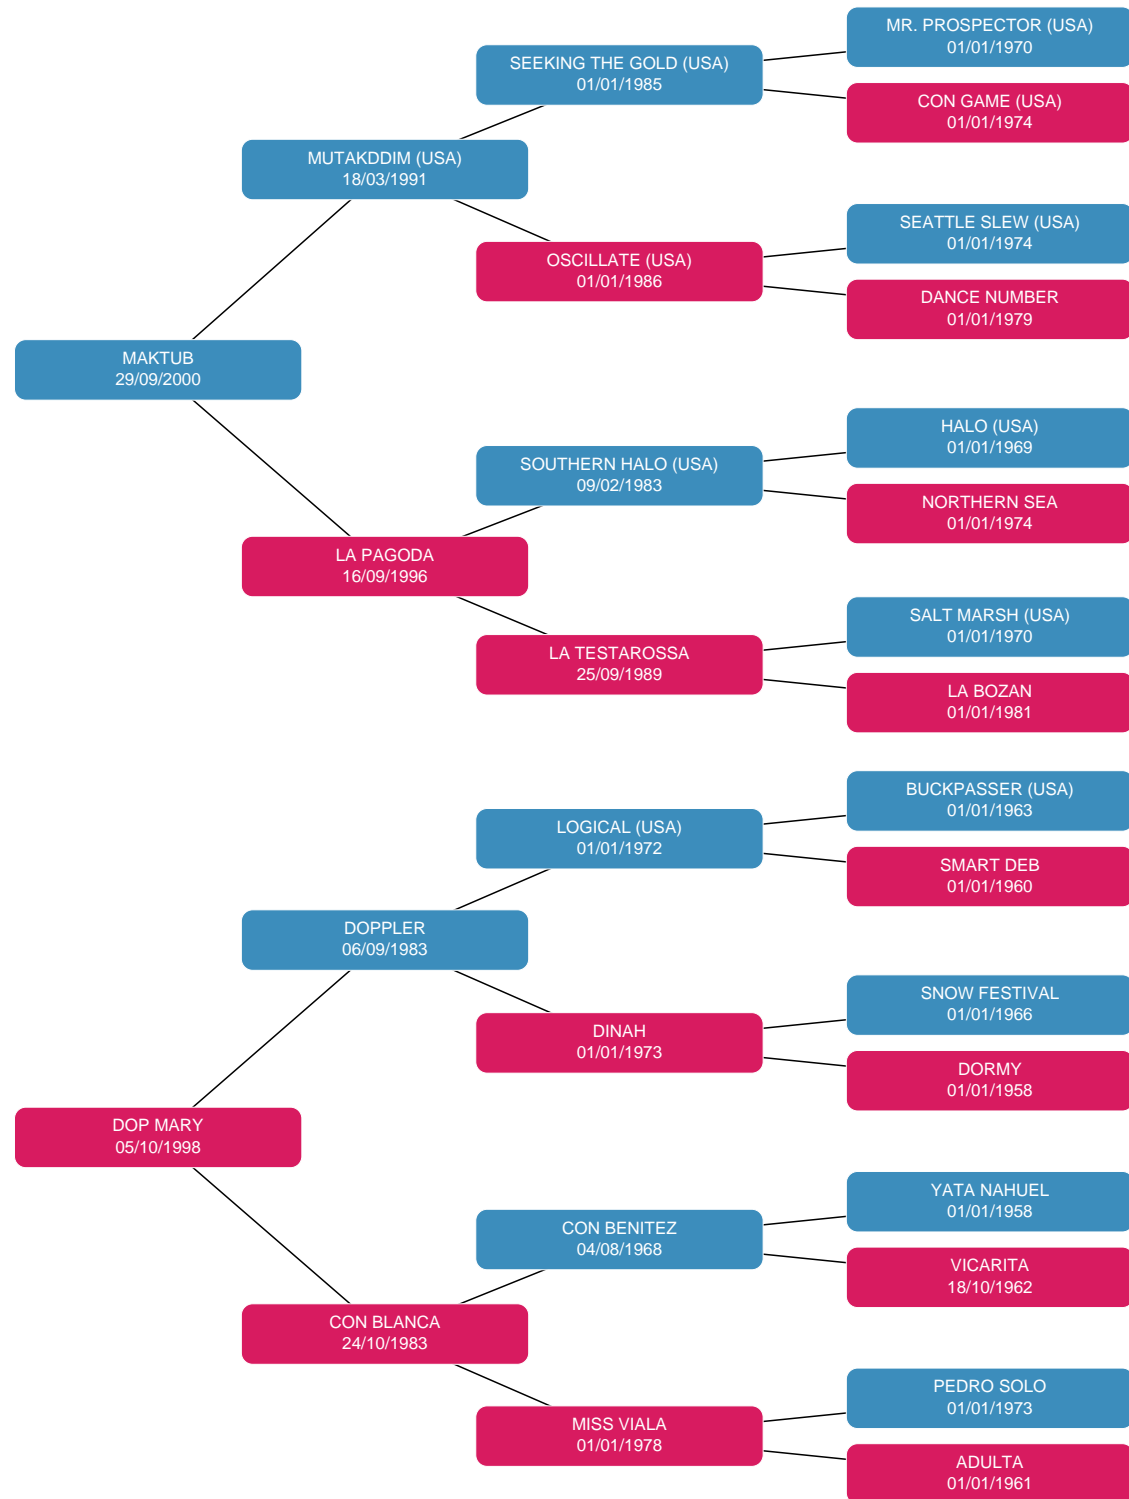 MR. PROSPECTOR (USA)
01/01/1970
SEEKING THE GOLD (USA)
01/01/1985
CON GAME (USA)
01/01/1974
MUTAKDDIM (USA)
18/03/1991
SEATTLE SLEW (USA)
01/01/1974
OSCILLATE (USA)
01/01/1986
DANCE NUMBER
01/01/1979
MAKTUB
29/09/2000
HALO (USA)
01/01/1969
SOUTHERN HALO (USA)
09/02/1983
NORTHERN SEA
01/01/1974
LA PAGODA
16/09/1996
SALT MARSH (USA)
01/01/1970
LA TESTAROSSA
25/09/1989
LA BOZAN
01/01/1981
BUCKPASSER (USA)
01/01/1963
LOGICAL (USA)
01/01/1972
SMART DEB
01/01/1960
DOPPLER
06/09/1983
SNOW FESTIVAL
01/01/1966
DINAH
01/01/1973
DORMY
01/01/1958
DOP MARY
05/10/1998
YATA NAHUEL
01/01/1958
CON BENITEZ
04/08/1968
VICARITA
18/10/1962
CON BLANCA
24/10/1983
PEDRO SOLO
01/01/1973
MISS VIALA
01/01/1978
ADULTA
01/01/1961